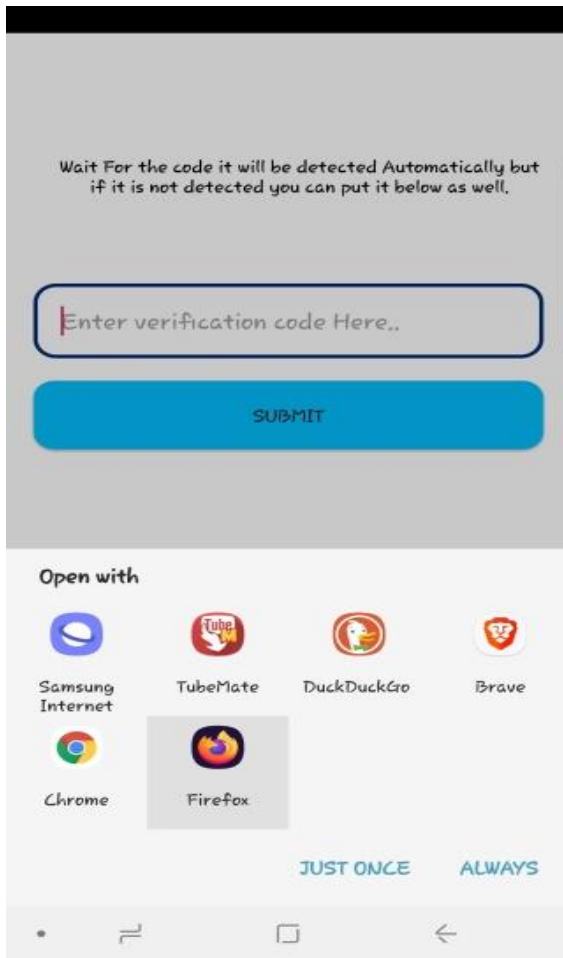 Wait For the code it will be detected Automatically but
if it is not detected you can put it below as well.
Enter verification code Here..
SUBMIT
Open with
Tube
M
Samsung
Internet
TubeMate
DuckDuckGo
Brave
Chrome
Firefox
JUST ONCE
ALWAYS